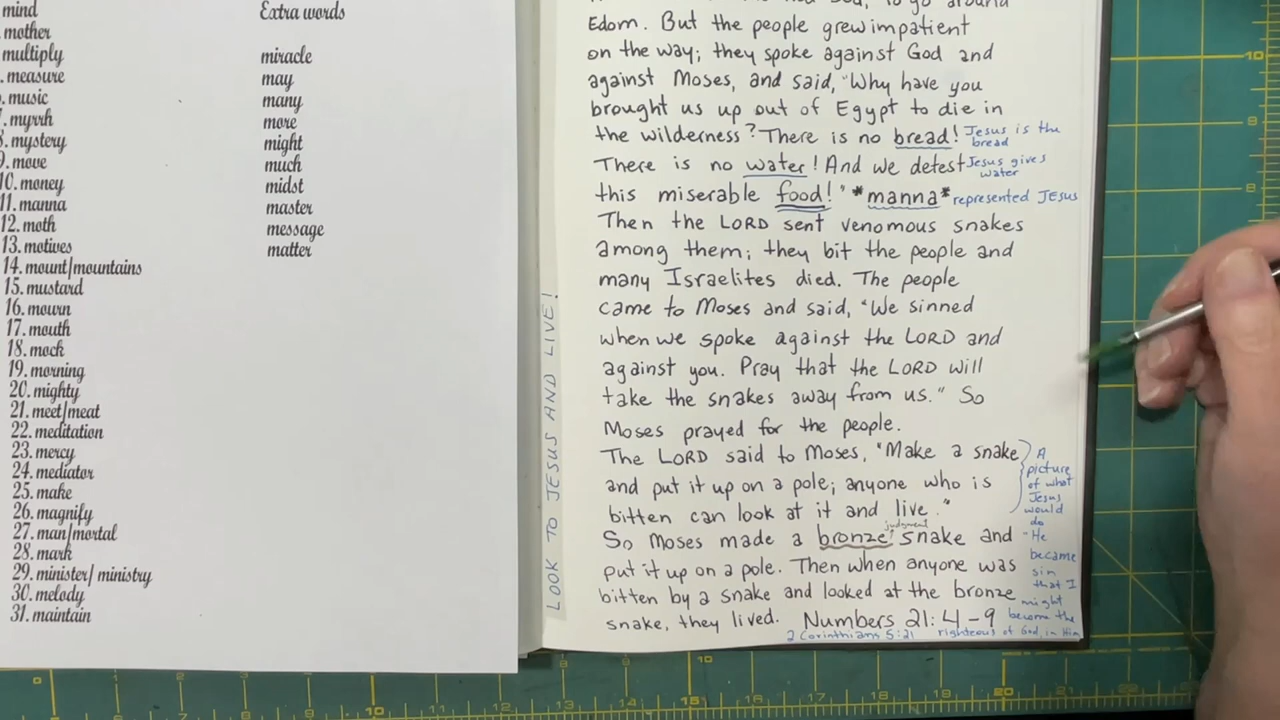 mind
mother
multiply
measure
music
myrrh
8. mystery
9. move
10. money
11. manna
12. moth
13. motives
14. mount/mountains
15. mustard
16. mourn
17. mouth
18. mock
19. morning
20. mighty
21. meet/meat
22. meditation
23. mercy
24. mediator
25. make
26. magnify
27. man/mortal
28. mark
29. minister/ ministry
30. melody
31. maintain
Extra words
miracle
may
many
more
might
much
midst
master
message
matter
LOOK TO JESUS AND LIVE!
to go around
Edom. But the people grew impatient
on the way; they spoke against God and
against Moses, and said, "Why have you
brought us up out of Egypt to die in
the wilderness? There is no bread!
There is no water! And we detest
this miserable food!" *manna*
Then the LORD sent venomous snakes
among them; they bit the people and
many Israelites died. The people
came to Moses and said, "We sinned
when we spoke against the LORD and
against you. Pray that the LORD will
take the snakes away from us." So
Moses prayed for the people.
The LORD said to Moses, "Make a snake
and put it up on a pole; anyone who is
bitten can look at it and live."
judgment
So Moses made a bronze snake and
put it up on a pole. Then when anyone was
bitten by a snake and looked at the bronze
snake, they lived. Numbers 21:4-9
Jesus is the
bread
Jesus gives
water
represented JESUS
A
picture
of what
Jesus
would
do
- He
became
sin
that I
might
become the
2 Corinthians 5:21 righteous of God, in Him
10
8
8
10
15
19
20